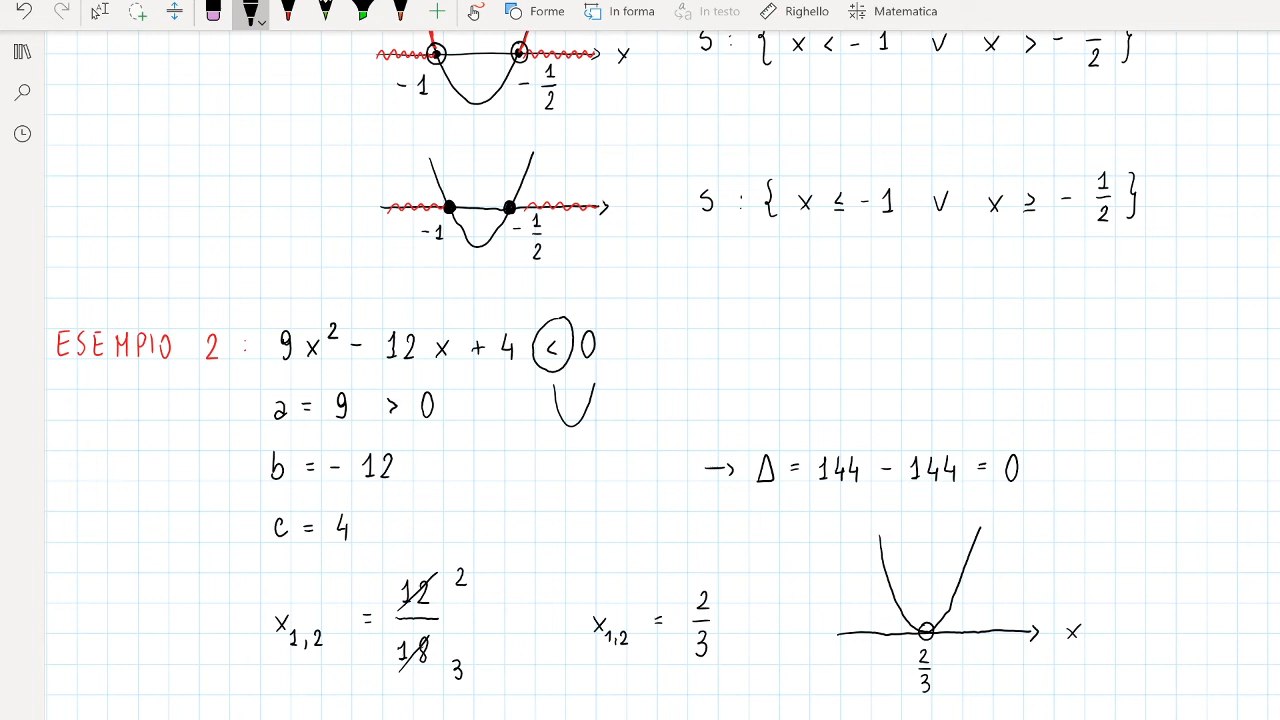 Forme In forma In testo Righello Matematica
x S : { x < - 1 ∨ x > - /2 }
- 1 - 1/2
S : { x ≤ - 1 ∨ x ≥ - 1/2 }
-1 - 1/2
ESEMPIO 2 : 9x² - 12 x + 4 < 0
a = 9 > 0
b = - 12 → Δ = 144 - 144 = 0
c = 4
x1,2 = 12/18 2/3 x1,2 = 2/3 x
2/3